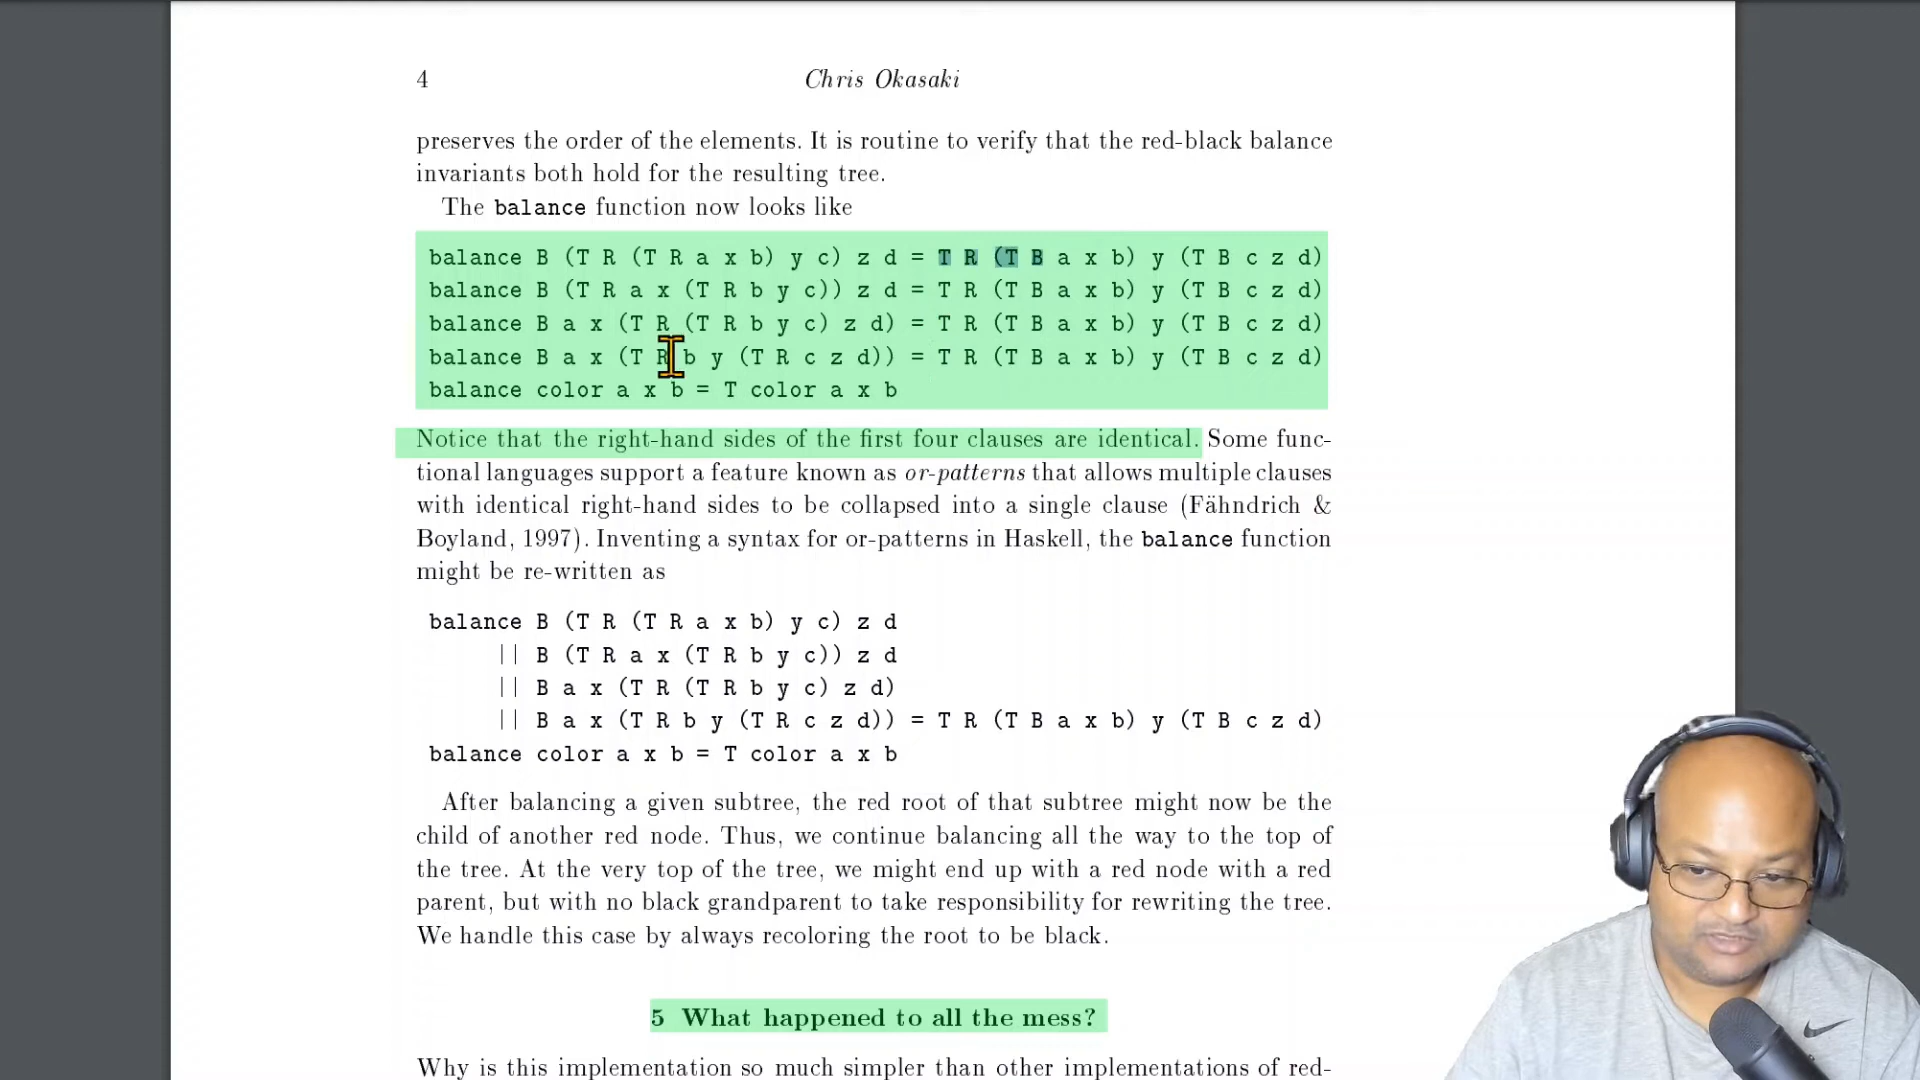 4 Chris Okasaki
preserves the order of the elements. It is routine to verify that the red-black balance
invariants both hold for the resulting tree.
The balance function now looks like
balance B (T R (T R a x b) y c) z d = T R (T B a x b) y (T B c z d)
balance B (T R a x (T R b y c)) z d = T R (T B a x b) y (T B c z d)
balance B a x (T R (T R b y c) z d) = T R (T B a x b) y (T B c z d)
balance B a x (T R b y (T R c z d)) = T R (T B a x b) y (T B c z d)
balance color a x b = T color a x b
Notice that the right-hand sides of the first four clauses are identical. Some func-
tional languages support a feature known as or-patterns that allows multiple clauses
with identical right-hand sides to be collapsed into a single clause (Fähndrich &
Boyland, 1997). Inventing a syntax for or-patterns in Haskell, the balance function
might be re-written as
balance B (T R (T R a x b) y c) z d
|| B (T R a x (T R b y c)) z d
|| B a x (T R (T R b y c) z d)
|| B a x (T R b y (T R c z d)) = T R (T B a x b) y (T B c z d)
balance color a x b = T color a x b
After balancing a given subtree, the red root of that subtree might now be the
child of another red node. Thus, we continue balancing all the way to the top of
the tree. At the very top of the tree, we might end up with a red node with a red
parent, but with no black grandparent to take responsibility for rewriting the tree.
We handle this case by always recoloring the root to be black.
5 What happened to all the mess?
Why is this implementation so much simpler than other implementations of red-